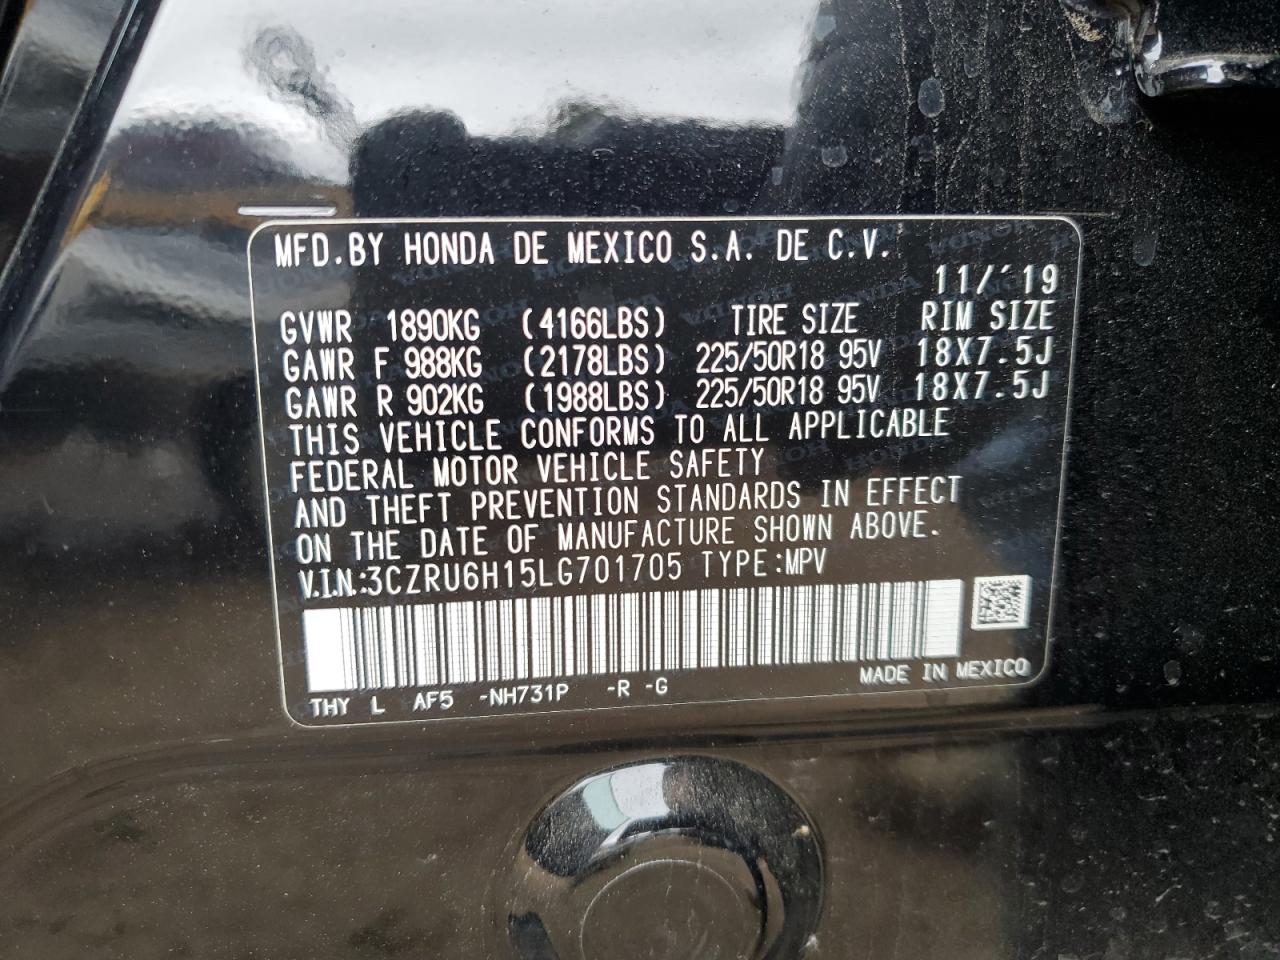 MFD.BY HONDA DE MEXICO S.A. DE C.V.
11/´19
GVWR 1890KG (4166LBS) TIRE SIZE RIM SIZE
GAWR F 988KG (2178LBS) 225/50R18 95V 18X7.5J
GAWR R 902KG (1988LBS) 225/50R18 95V 18X7.5J
THIS VEHICLE CONFORMS TO ALL APPLICABLE
FEDERAL MOTOR VEHICLE SAFETY
AND THEFT PREVENTION STANDARDS IN EFFECT
ON THE DATE OF MANUFACTURE SHOWN ABOVE.
V.I.N.:3CZRU6H15LG701705 TYPE:MPV
MADE IN MEXICO
THY L AF5 -NH731P -R -G